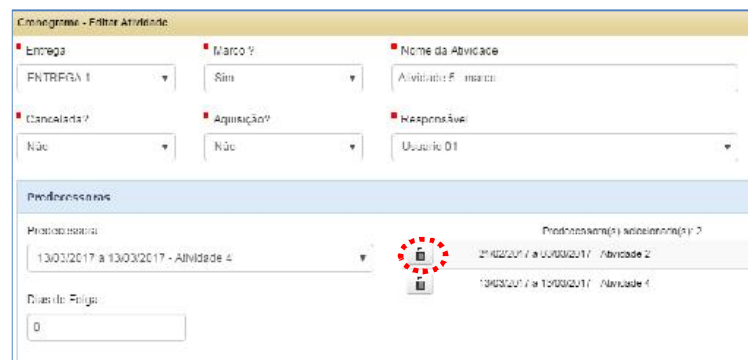 Cronograma - Editar Atividade
Entrega
Marco ?
Nome da Atividade
ENTREGA 1
Sim
Atividade 5 marco
Cancelada?
Aquisição?
Responsável
Não
Não
Usuario 01
Predecessoras
Predecessora
Predecessora(s) selecionada(s): 2
13/03/2017 a 13/03/2017 - Atividade 4
21/02/2017 a 03/03/2017 Atividade 2
13/03/2017 a 13/03/2017 Atividade 4
Dias de Folga
0